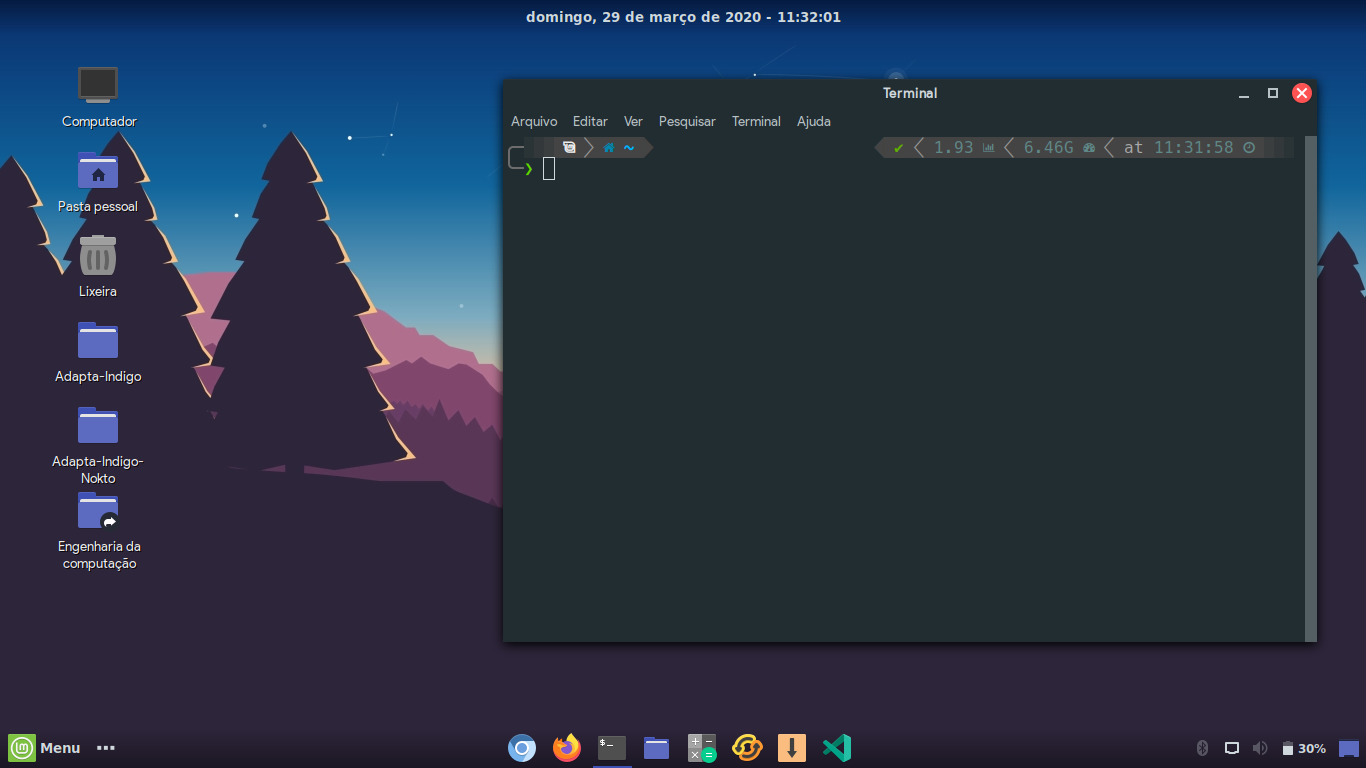 domingo, 29 de março de 2020 - 11:32:01
Computador
Pasta pessoal
Lixeira
Adapta-Indigo
Adapta-Indigo-
Nokto
Engenharia da
computação
Terminal
Arquivo Editar Ver Pesquisar Terminal Ajuda
~ ✔ 1.93 6.46G at 11:31:58
❯
$_
Menu
30%